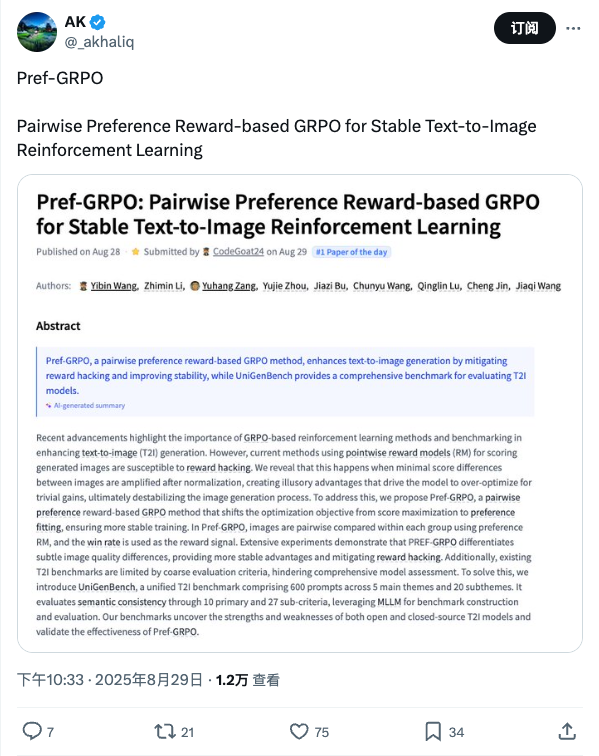 AK
@_akhaliq
订阅
Pref-GRPO
Pairwise Preference Reward-based GRPO for Stable Text-to-Image
Reinforcement Learning
Pref-GRPO: Pairwise Preference Reward-based GRPO
for Stable Text-to-Image Reinforcement Learning
Published on Aug 28 · Submitted by CodeGoat24 on Aug 29 #1 Paper of the day
Authors: Yibin Wang, Zhimin Li, Yuhang Zang, Yujie Zhou, Jiazi Bu, Chunyu Wang, Qinglin Lu, Cheng Jin, Jiaqi Wang
Abstract
Pref-GRPO, a pairwise preference reward-based GRPO method, enhances text-to-image generation by mitigating
reward hacking and improving stability, while UniGenBench provides a comprehensive benchmark for evaluating T2I
models.
AI-generated summary
Recent advancements highlight the importance of GRPO-based reinforcement learning methods and benchmarking in
enhancing text-to-image (T2I) generation. However, current methods using pointwise reward models (RM) for scoring
generated images are susceptible to reward hacking. We reveal that this happens when minimal score differences
between images are amplified after normalization, creating illusory advantages that drive the model to over-optimize for
trivial gains, ultimately destabilizing the image generation process. To address this, we propose Pref-GRPO, a pairwise
preference reward-based GRPO method that shifts the optimization objective from score maximization to preference
fitting, ensuring more stable training. In Pref-GRPO, images are pairwise compared within each group using preference
RM, and the win rate is used as the reward signal. Extensive experiments demonstrate that PREF-GRPO differentiates
subtle image quality differences, providing more stable advantages and mitigating reward hacking. Additionally, existing
T2I benchmarks are limited by coarse evaluation criteria, hindering comprehensive model assessment. To solve this, we
introduce UniGenBench, a unified T2I benchmark comprising 600 prompts across 5 main themes and 20 subthemes. It
evaluates semantic consistency through 10 primary and 27 sub-criteria, leveraging MLLM for benchmark construction
and evaluation. Our benchmarks uncover the strengths and weaknesses of both open and closed-source T2I models and
validate the effectiveness of Pref-GRPO.
下午10:33 · 2025年8月29日 · 1.2万 查看
7 21 75 34